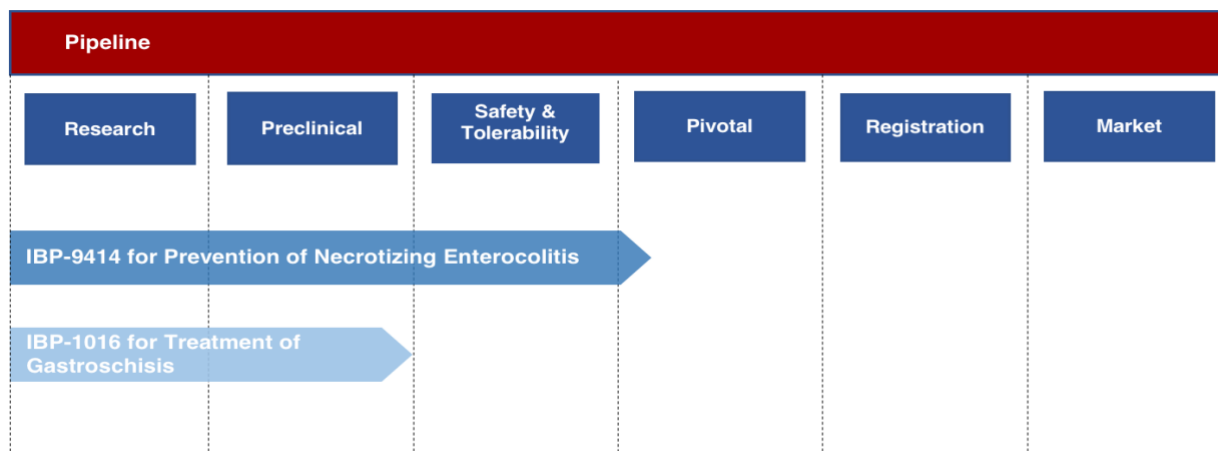 Pipeline
Research
Preclinical
Safety &
Tolerability
Pivotal
Registration
Market
IBP-9414 for Prevention of Necrotizing Enterocolitis
IBP-1016 for Treatment of
Gastroschisis